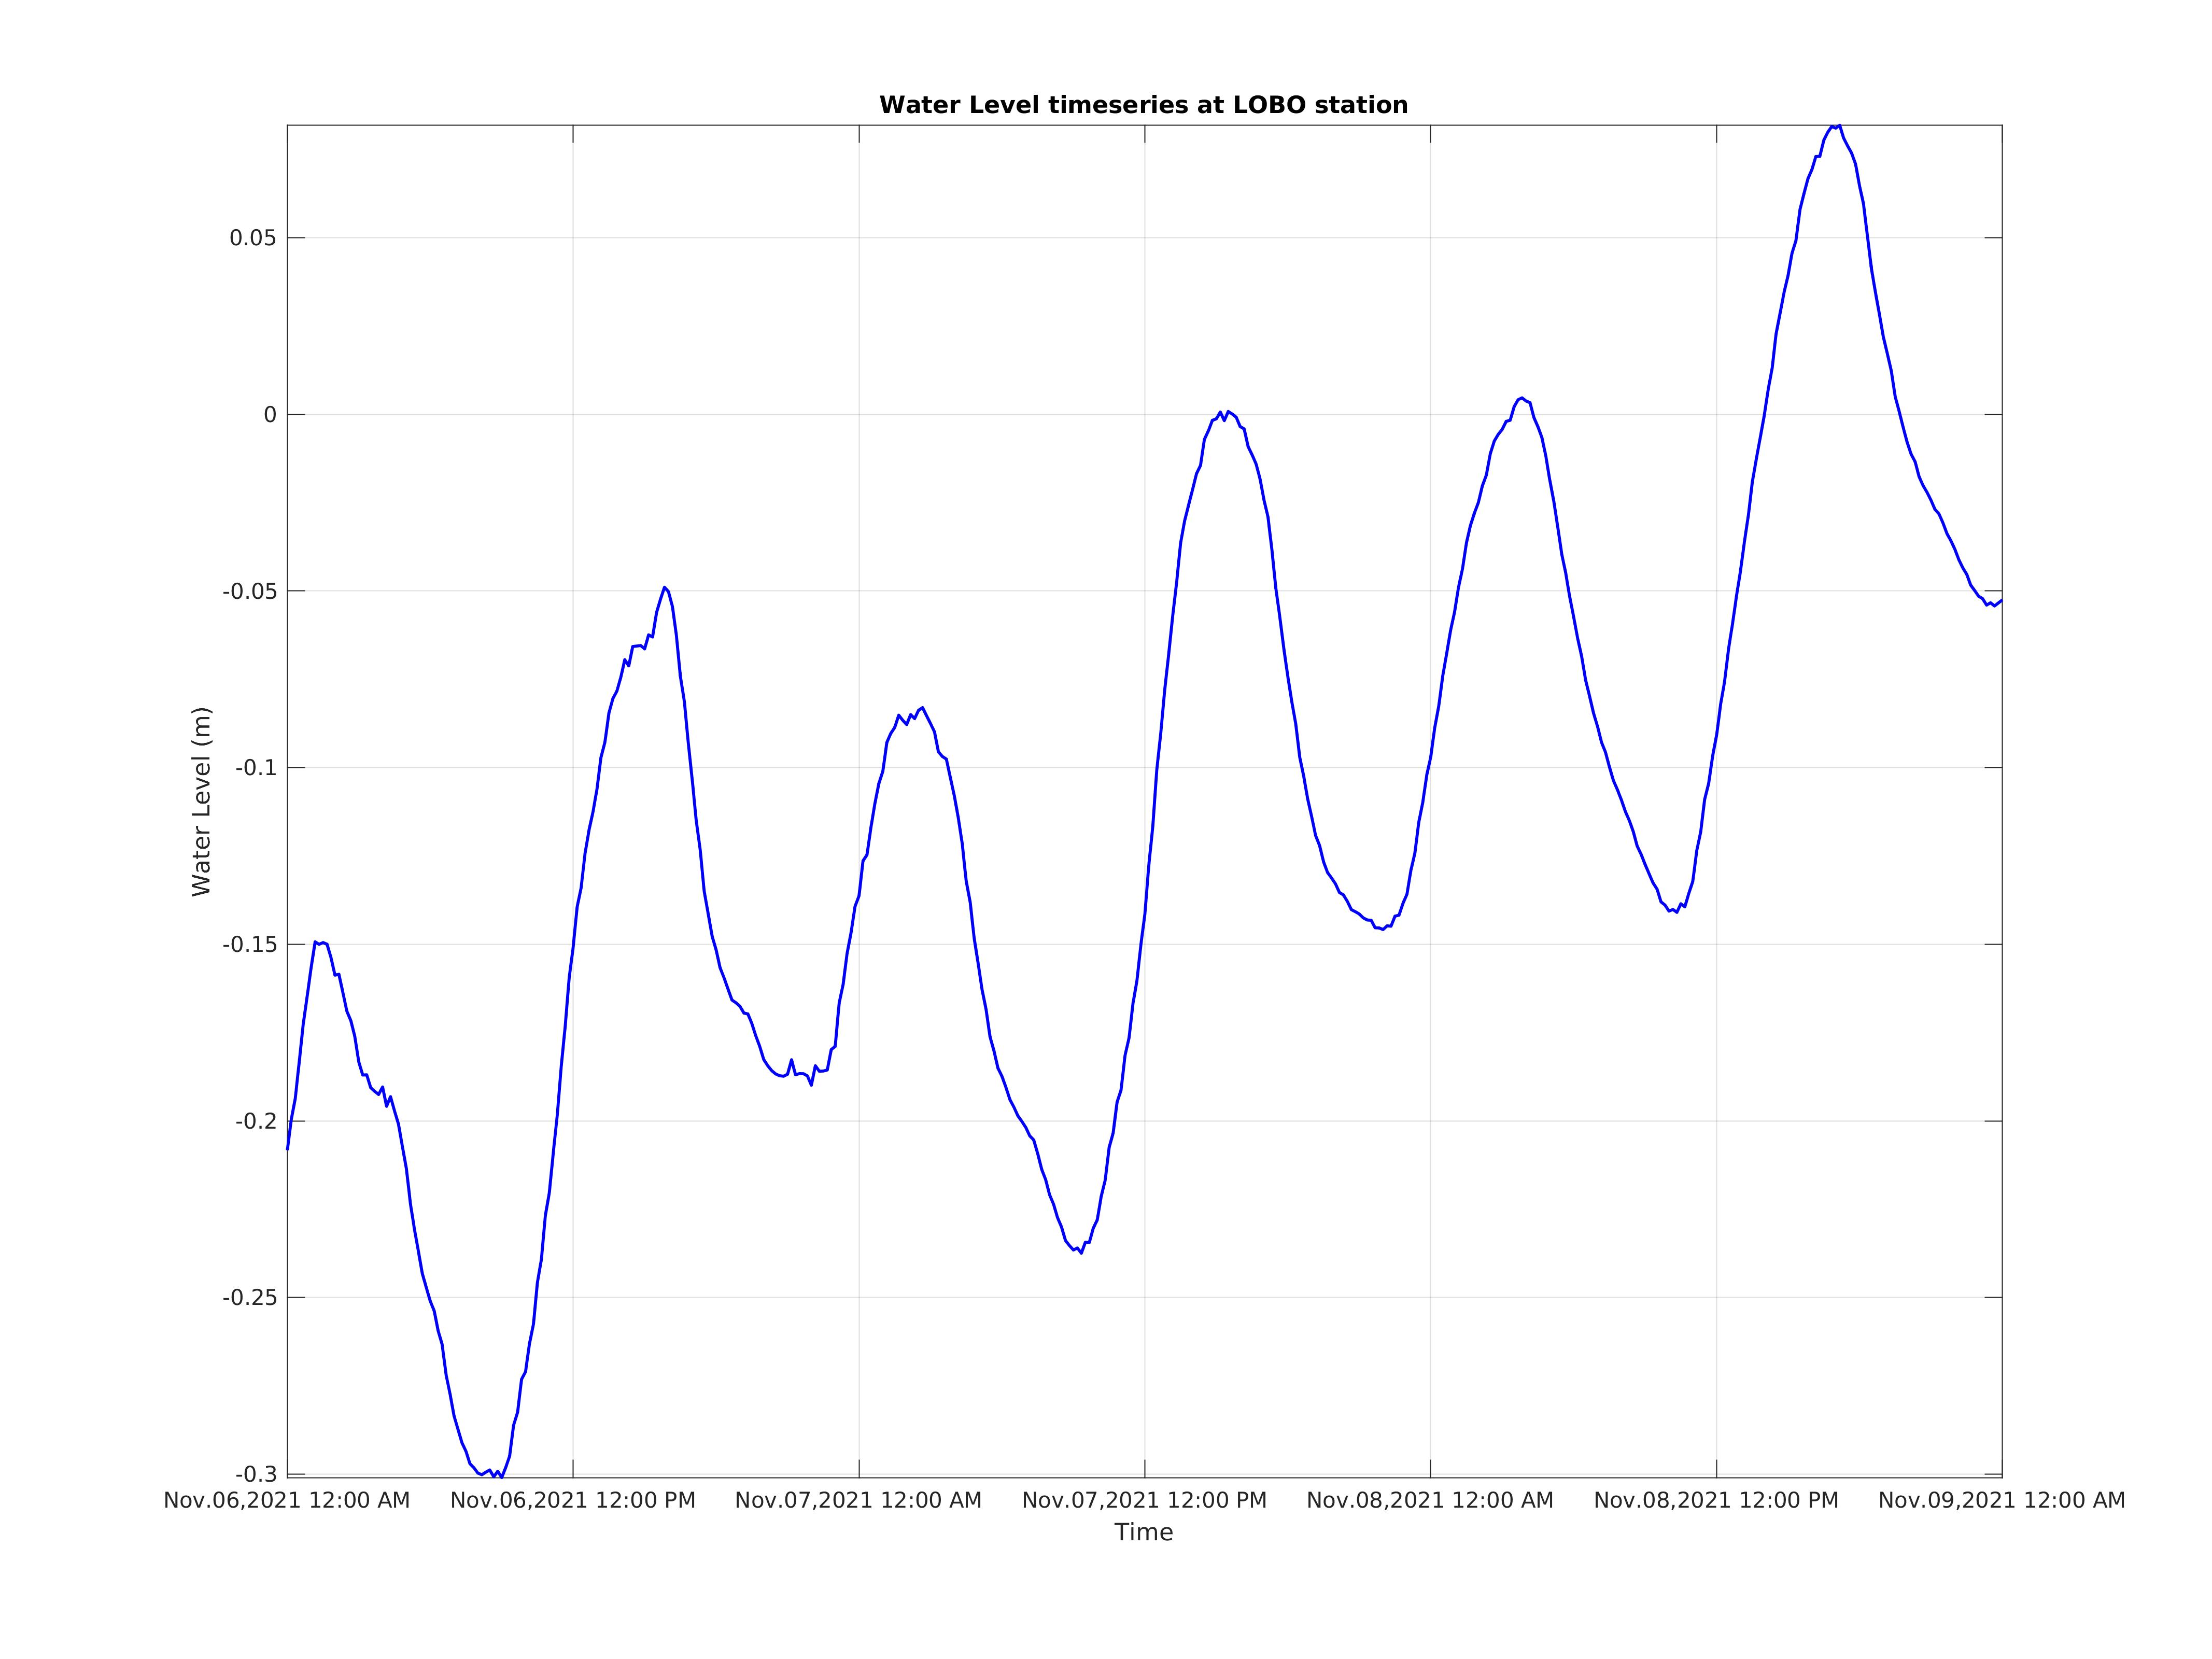 Water Level timeseries at LOBO station
0.05
0
-0.05
-0.1
-0.15
-0.2
-0.25
-0.3
Water Level (m)
Nov.06,2021 12:00 AM Nov.06,2021 12:00 PM Nov.07,2021 12:00 AM Nov.07,2021 12:00 PM Nov.08,2021 12:00 AM Nov.08,2021 12:00 PM Nov.09,2021 12:00 AM
Time